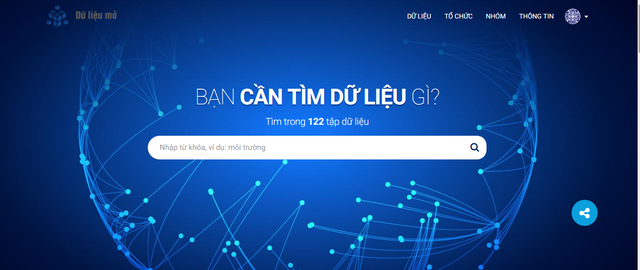 Dữ liệu mở
DỮ LIỆU TỔ CHỨC NHÓM THÔNG TIN
BẠN CẦN TÌM DỮ LIỆU GÌ?
Tìm trong 122 tập dữ liệu
Nhập từ khóa, ví dụ: môi trường